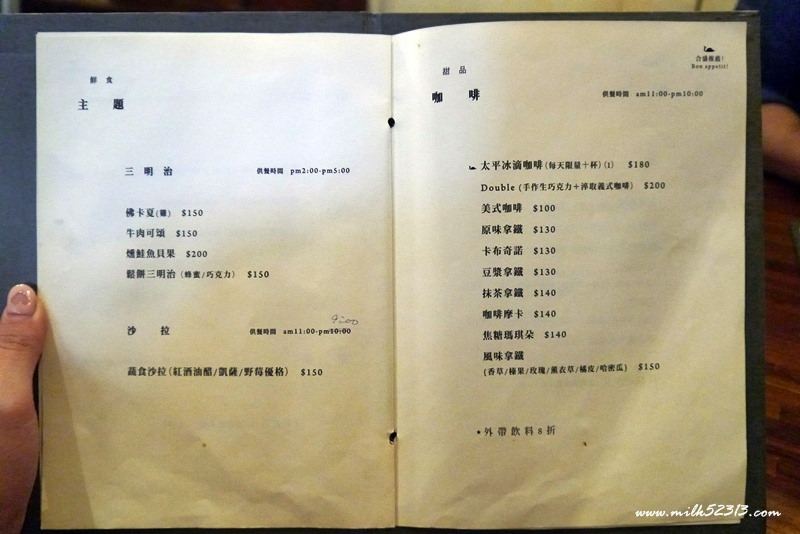 鮮食
主題
三明治 供餐時間 pm2:00-pm5:00
佛卡夏(雞) $150
牛肉可頌 $150
燻鮭魚貝果 $200
鬆餅三明治 (蜂蜜/巧克力) $150
9:00
沙拉 供餐時間 am11:00-pm10:00
蔬食沙拉(紅酒油醋/凱薩/野莓優格) $150
合盛推薦!
Bon appetit!
甜品
咖啡 供餐時間 am11:00-pm10:00
太平冰滴咖啡(每天限量十杯)(I) $180
Double (手作生巧克力+淬取義式咖啡) $200
美式咖啡 $100
原味拿鐵 $130
卡布奇諾 $130
豆漿拿鐵 $130
抹茶拿鐵 $140
咖啡摩卡 $140
焦糖瑪琪朵 $140
風味拿鐵
(香草/榛果/玫瑰/薰衣草/橘皮/哈密瓜) $150
★外帶飲料8折
www.milk52313.com